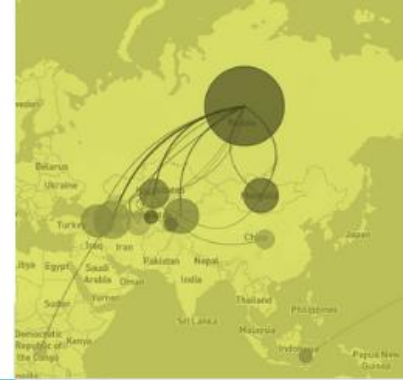 Belarus
Ukraine
Turkey
Iraq
Iran
China
Japan
Libya
Egypt
Saudi
Arabia
Pakistan
Nepal
Oman
India
Yemen
Sudan
Thailand
Philippines
Sri Lanka
Malaysia
Democratic
Republic of
the Congo
Kenya
Indonesia
Papua New
Guinea